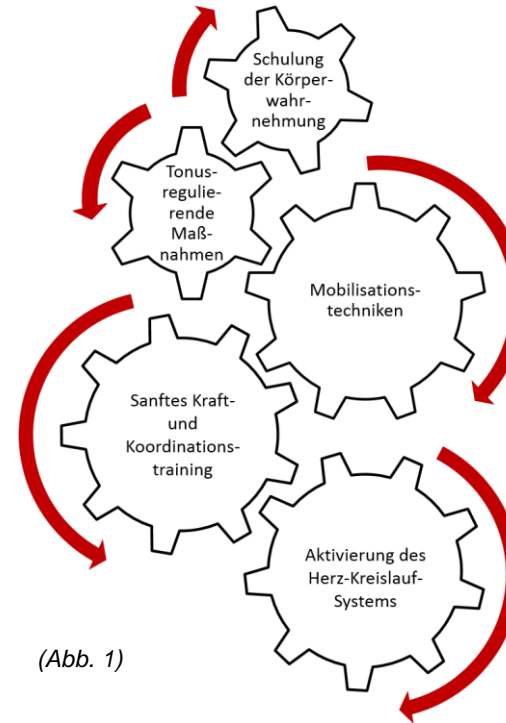 Schulung
der Körper-
wahr-
nehmung
Tonus-
regulie-
rende
Maß-
nahmen
Mobilisations-
techniken
Sanftes Kraft-
und
Koordinations-
training
Aktivierung des
Herz-Kreislauf-
Systems
(Abb. 1)